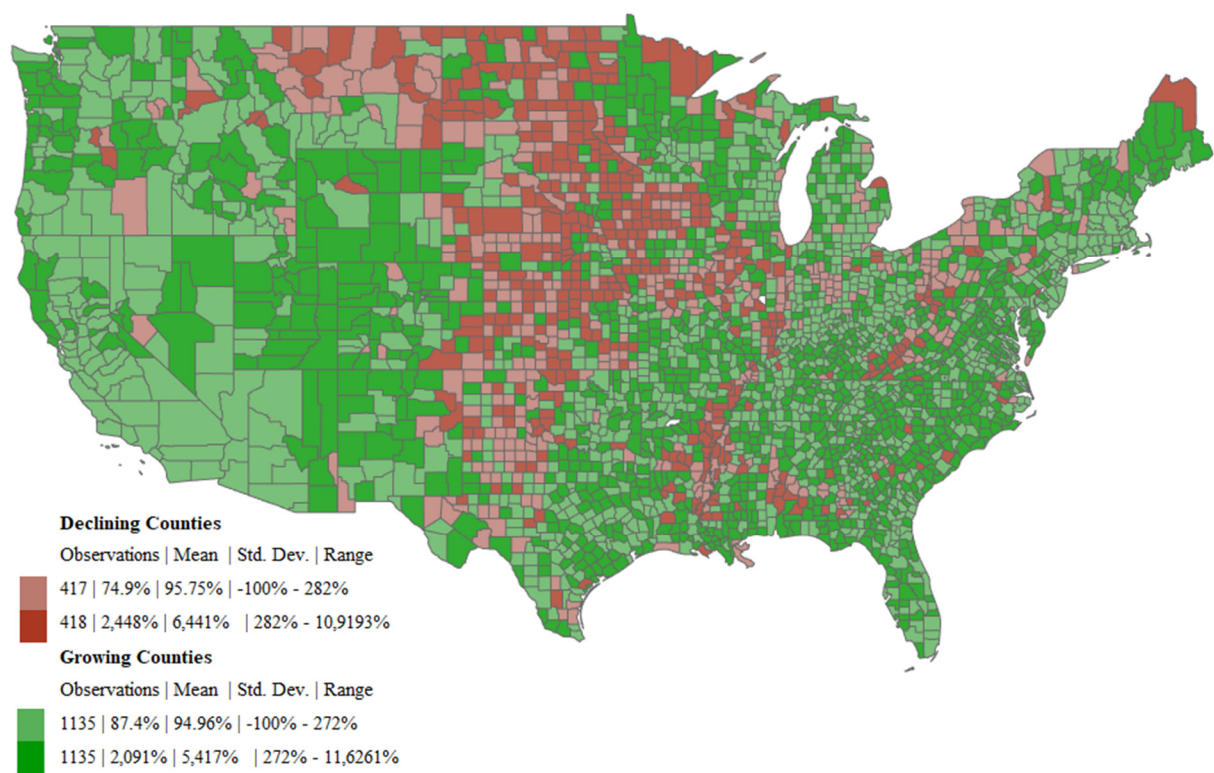 Declining Counties
Observations | Mean | Std. Dev. | Range
417 | 74.9% | 95.75% | -100% - 282%
418 | 2,448% | 6,441% | 282% - 10,9193%
Growing Counties
Observations | Mean | Std. Dev. | Range
1135 | 87.4% | 94.96% | -100% - 272%
1135 | 2,091% | 5,417% | 272% - 11,6261%